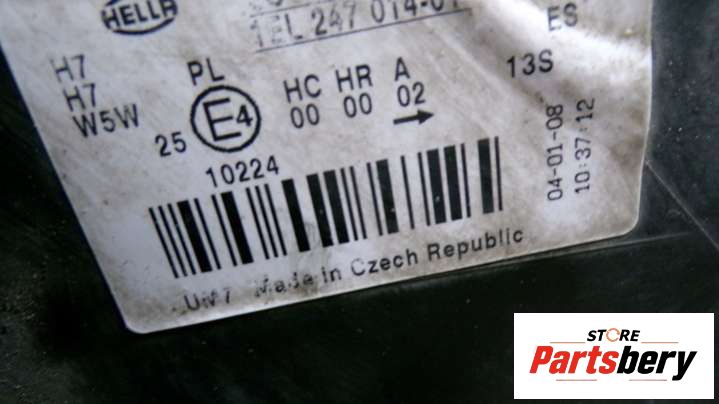 HELLA
1EL 247 014-01
ES
H7
H7
W5W
PL
25
E4
HC HR A
00 00 02
13S
10224
04-01-08
10:37:12
Made in Czech Republic
STORE
Partsbery